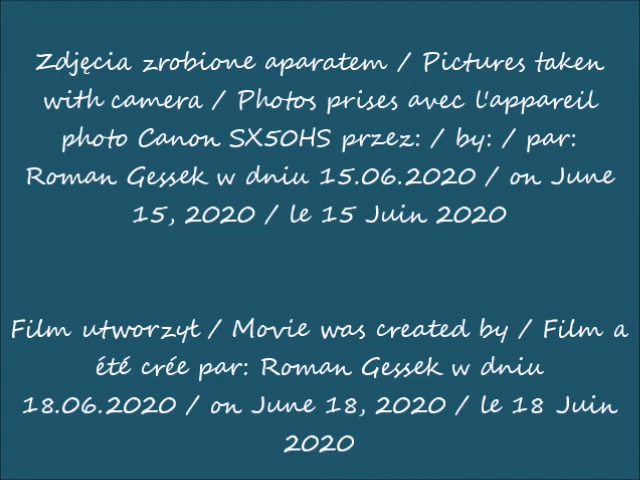 Zdjęcia zrobione aparatem / Pictures taken
with camera / Photos prises avec l'appareil
photo Canon SX50HS przez: / by: / par:
Roman Gessek w dniu 15.06.2020 / on June
15, 2020 / le 15 Juin 2020
Film utworzył / Movie was created by / Film a
été crée par: Roman Gessek w dniu
18.06.2020 / on June 18, 2020 / le 18 Juin
2020